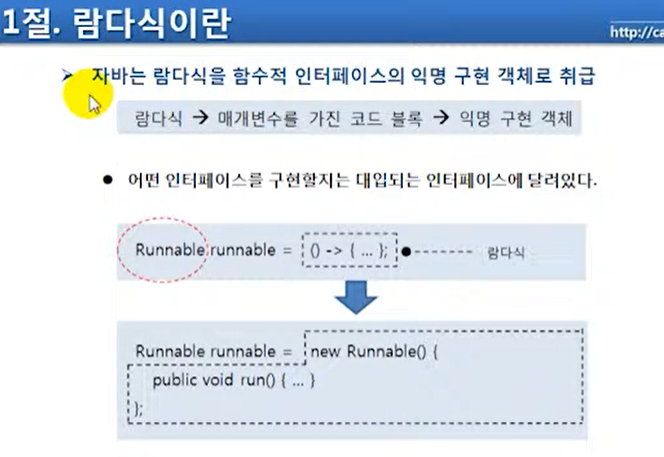 1절. 람다식이란
http://ca
➤ 자바는 람다식을 함수적 인터페이스의 익명 구현 객체로 취급
람다식 → 매개변수를 가진 코드 블록 → 익명 구현 객체
● 어떤 인터페이스를 구현할지는 대입되는 인터페이스에 달려있다.
Runnable runnable = () -> { ... }; 람다식
Runnable runnable = new Runnable() {
public void run() { ... }
};